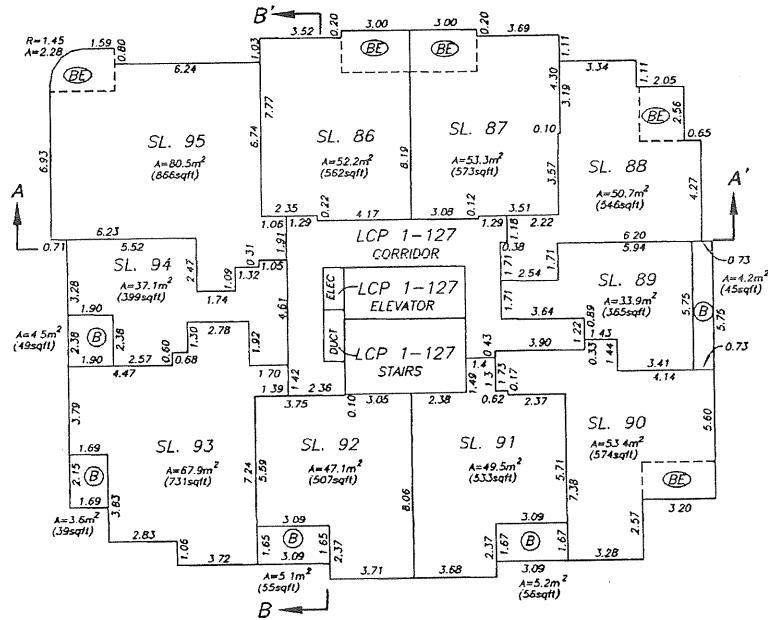 B'
3.52
0.20
3.00
3.00
0.20
3.69
R=1.45
A=2.28
1.59
0.80
BE
6.24
1.03
BE
BE
1.11
3.34
1.11
2.05
BE
2.56
0.65
7.77
6.74
8.19
4.30
3.19
0.10
3.57
6.93
SL. 95
A=80.5m²
(866sqft)
SL. 86
A=52.2m²
(562sqft)
SL. 87
A=53.3m²
(573sqft)
SL. 88
A=50.7m²
(546sqft)
4.27
A
A'
2.35
0.22
4.17
3.08
0.12
3.51
1.06
1.29
1.29
2.22
1.18
0.71
6.23
5.52
1.91
LCP 1-127
CORRIDOR
0.38
6.20
5.94
0.73
SL. 94
A=37.1m²
(399sqft)
3.28
2.47
1.09
0.31
1.32
1.05
1.74
1.71
1.71
2.54
1.71
SL. 89
A=33.9m²
(365sqft)
5.75
B
5.75
A=4.2m²
(45sqft)
ELEC
LCP 1-127
ELEVATOR
4.61
1.90
A=4.5m²
(49sqft)
2.38
B
2.38
1.90
2.57
4.47
0.60
0.68
1.30
2.78
1.92
1.70
1.42
DUCT
LCP 1-127
STAIRS
3.64
1.22
0.89
1.43
0.33
1.44
3.90
0.43
1.4
1.3
1.49
1.73
0.17
0.62
2.37
3.41
4.14
0.73
3.79
1.39
3.75
2.36
0.10
3.05
2.38
5.60
SL. 93
A=67.9m²
(731sqft)
SL. 92
A=47.1m²
(507sqft)
SL. 91
A=49.5m²
(533sqft)
SL. 90
A=53.4m²
(574sqft)
1.69
2.15
B
1.69
3.83
A=3.6m²
(39sqft)
7.24
5.59
8.06
5.71
7.38
BE
3.20
2.57
2.83
1.06
3.72
3.09
1.65
B
1.65
3.09
2.37
3.71
3.68
3.09
2.37
1.67
B
1.67
3.09
3.28
A=5.1m²
(55sqft)
A=5.2m²
(56sqft)
B